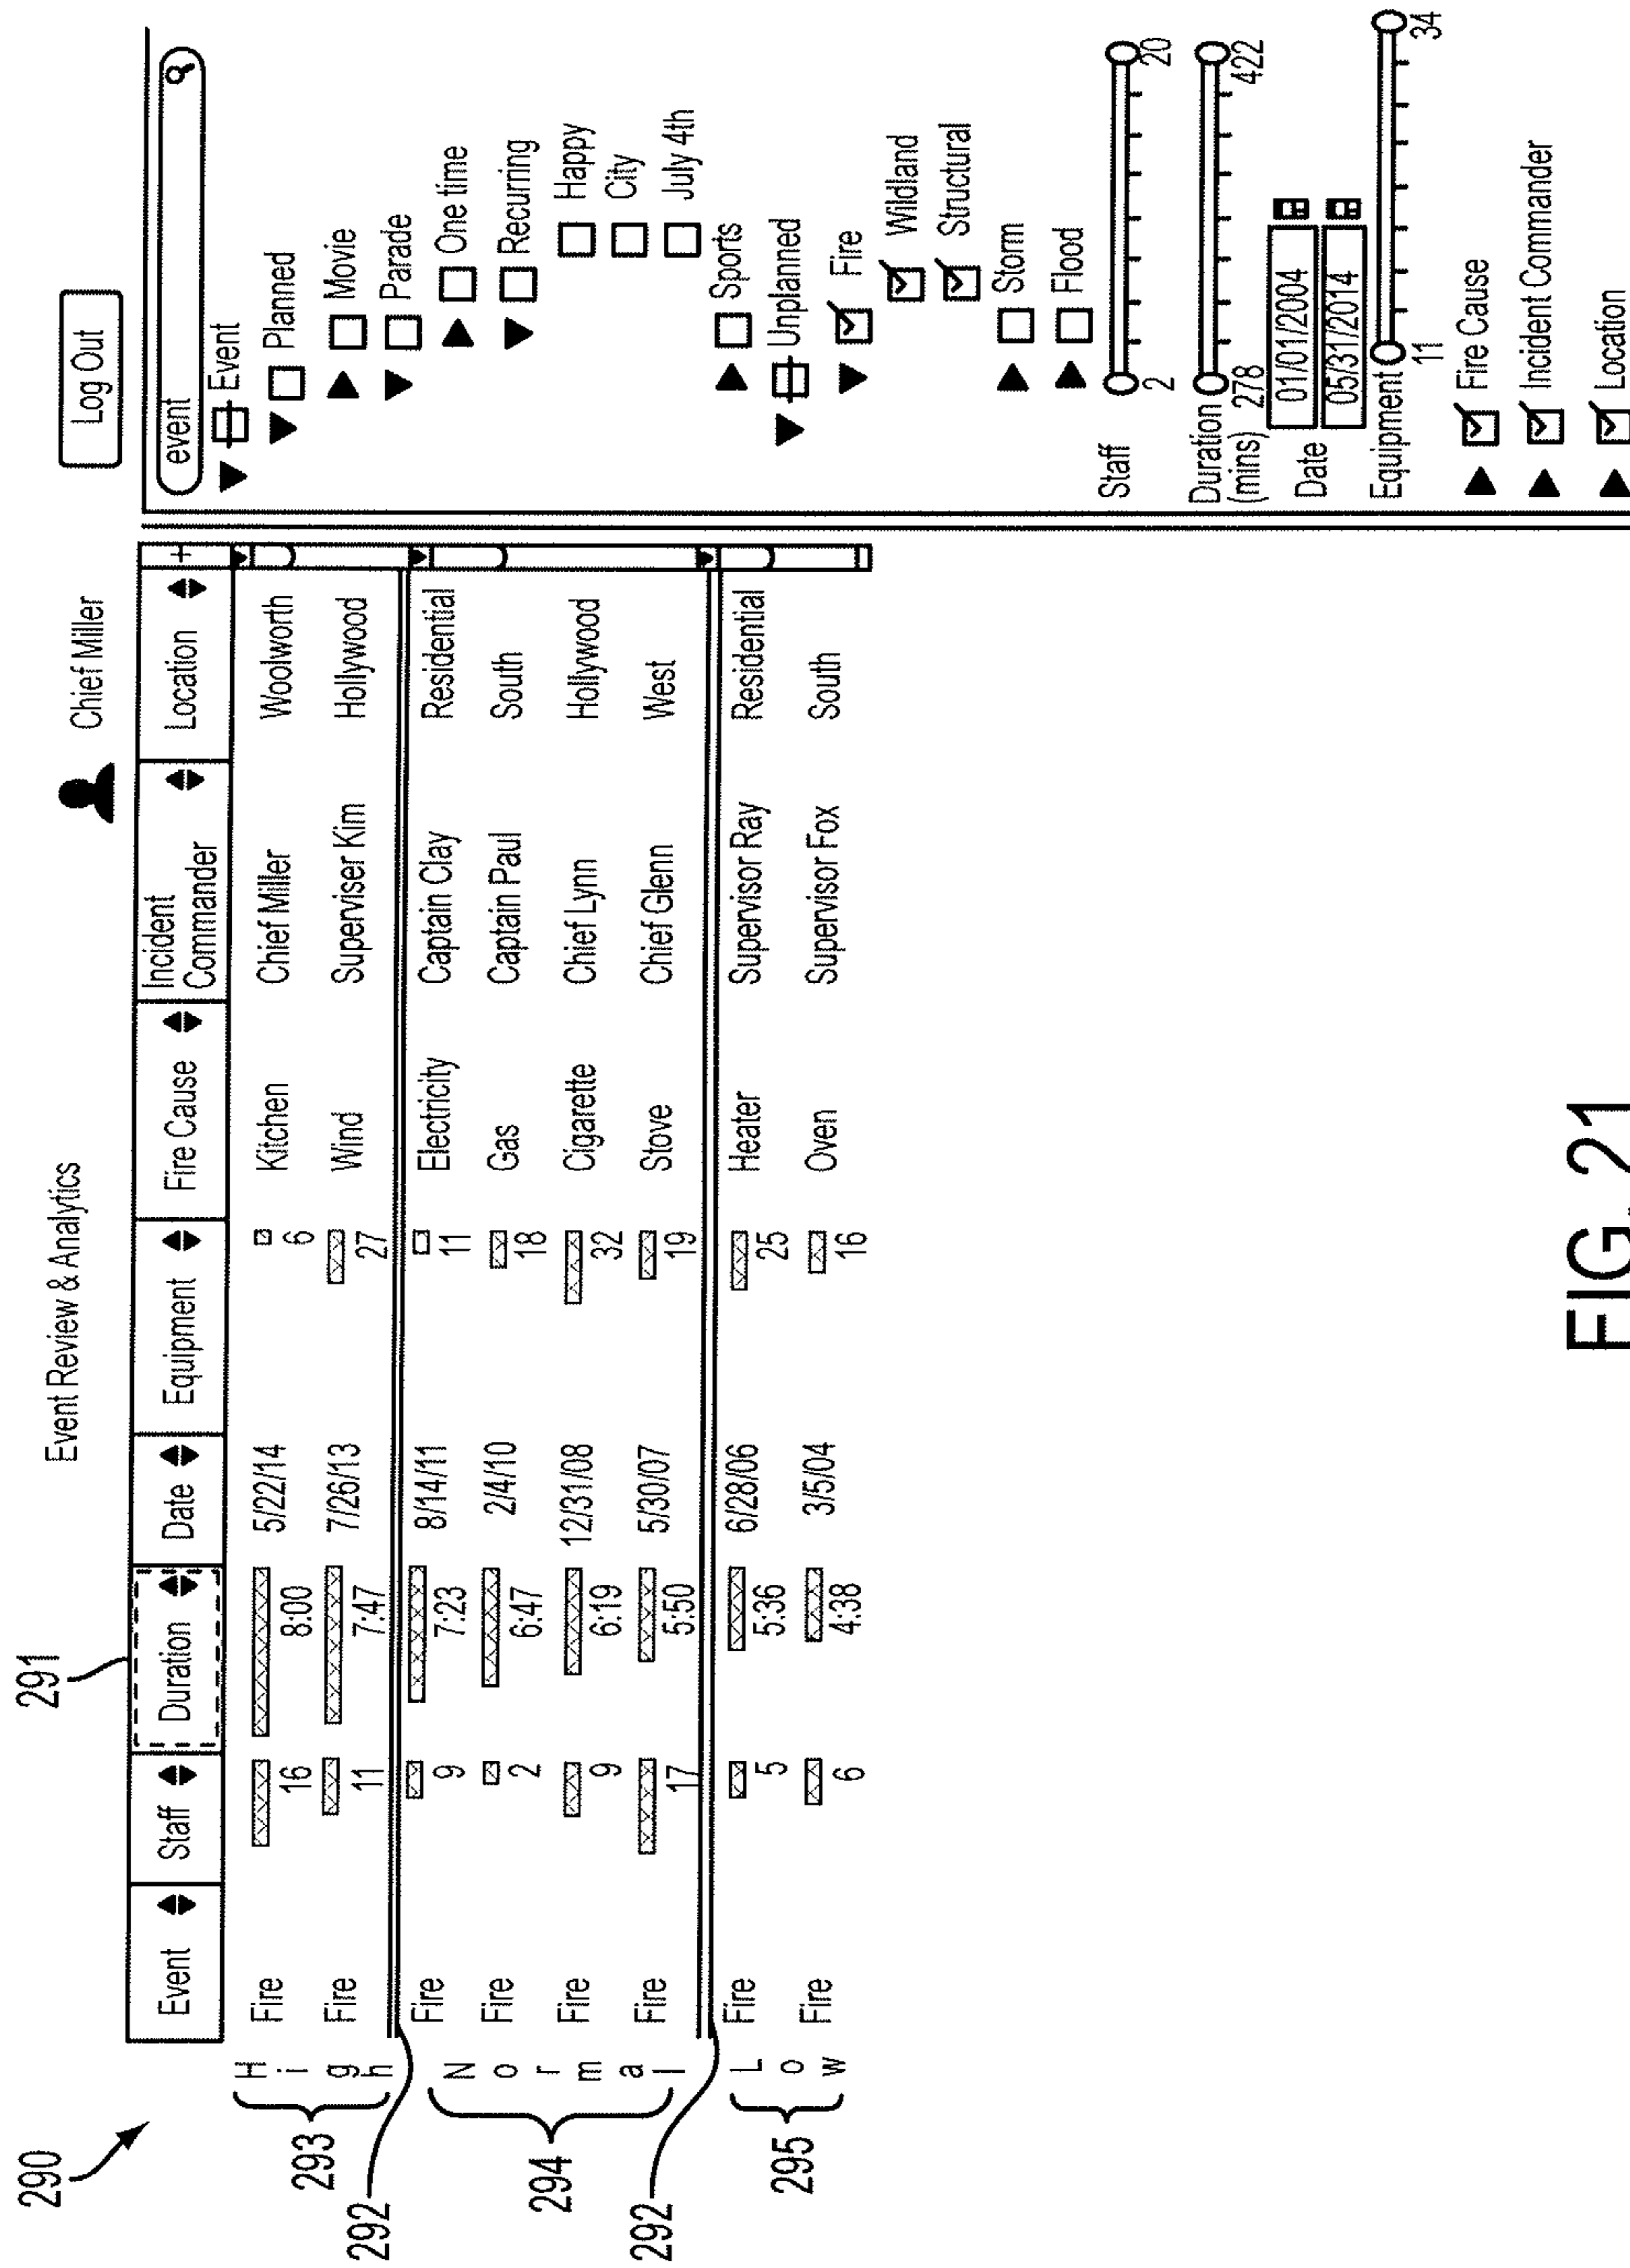 290
291
Event Review & Analytics
Chief Miller
Log Out
Event Staff Duration Date Equipment Fire Cause Incident Commander Location +
High
Fire 16 8:00 5/22/14 6 Kitchen Chief Miller Woolworth
Fire 11 7:47 7/26/13 27 Wind Superviser Kim Hollywood
293
292
Normal
Fire 9 7:23 8/14/11 11 Electricity Captain Clay Residential
Fire 2 6:47 2/4/10 18 Gas Captain Paul South
Fire 9 6:19 12/31/08 32 Cigarette Chief Lynn Hollywood
Fire 17 5:50 5/30/07 19 Stove Chief Glenn West
294
292
Low
Fire 5 5:36 6/28/06 25 Heater Supervisor Ray Residential
Fire 6 4:38 3/5/04 16 Oven Supervisor Fox South
295
event
Event
Planned
Movie
Parade
One time
Recurring
Happy
City
July 4th
Sports
Unplanned
Fire
Wildland
Structural
Storm
Flood
Staff
2 20
Duration
(mins)
278 422
Date
01/01/2004
05/31/2014
Equipment
11 34
Fire Cause
Incident Commander
Location
FIG. 21